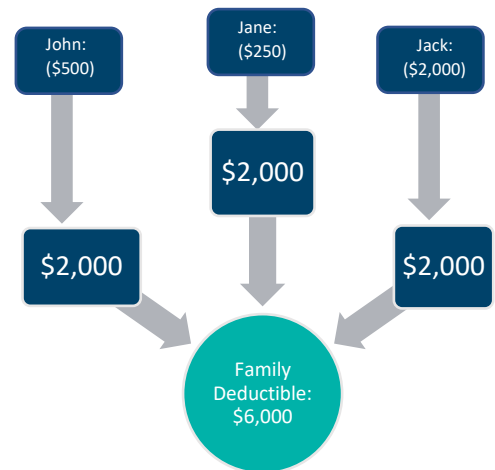 John:
($500)
Jane:
($250)
Jack:
($2,000)
$2,000
$2,000
$2,000
Family
Deductible:
$6,000